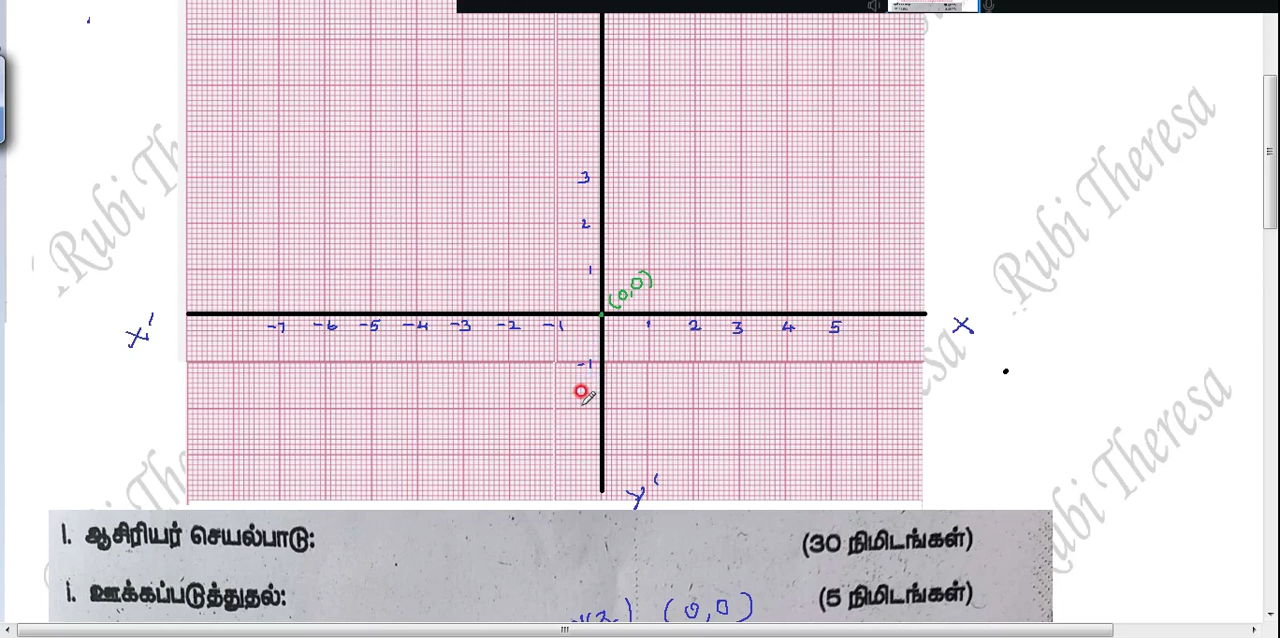 Rubi Theresa
3
2
1
(0,0)
X' -7 -6 -5 -4 -3 -2 -1 1 2 3 4 5 X
-1
Y'
I. ஆசிரியர் செயல்பாடு: (30 நிமிடங்கள்)
i. ஊக்கப்படுத்துதல்: (5 நிமிடங்கள்)
(0,0)
Rubi Th
Rubi Theresa